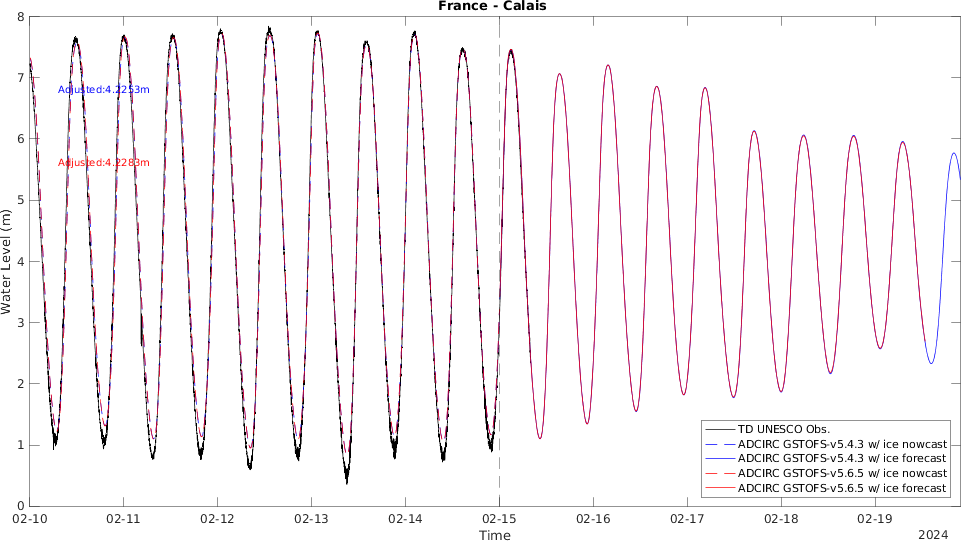 France - Calais
8
7
6
5
4
3
2
1
0
Water Level (m)
Adjusted:4.2253m
Adjusted:4.2283m
TD UNESCO Obs.
ADCIRC GSTOFS-v5.4.3 w/ ice nowcast
ADCIRC GSTOFS-v5.4.3 w/ ice forecast
ADCIRC GSTOFS-v5.6.5 w/ ice nowcast
ADCIRC GSTOFS-v5.6.5 w/ ice forecast
02-10 02-11 02-12 02-13 02-14 02-15 02-16 02-17 02-18 02-19
Time
2024